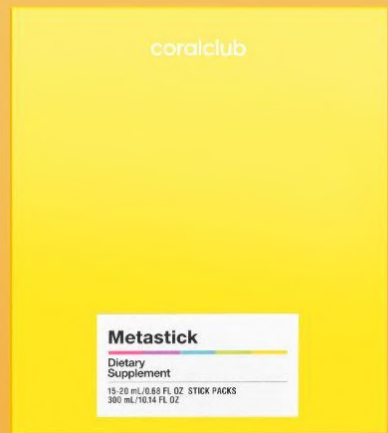 coralclub
Metastick
Dietary
Supplement
15-20 mL/0.68 FL OZ STICK PACKS
300 mL/10.14 FL OZ